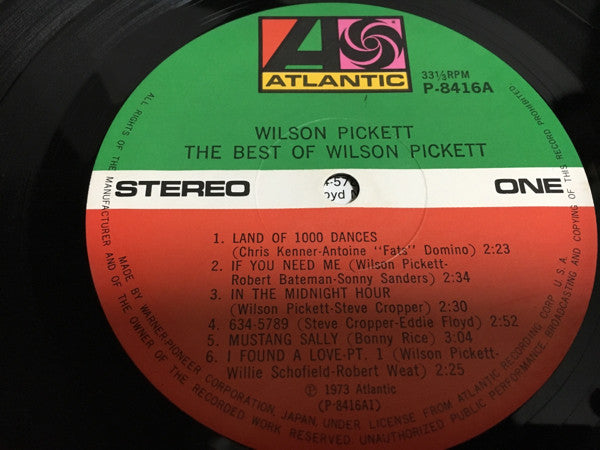 ATLANTIC
33⅓RPM
P-8416A
WILSON PICKETT
THE BEST OF WILSON PICKETT
STEREO
ONE
1. LAND OF 1000 DANCES
(Chris Kenner-Antoine "Fats" Domino) 2:23
2. IF YOU NEED ME (Wilson Pickett-
Robert Bateman-Sonny Sanders) 2:34
3. IN THE MIDNIGHT HOUR
(Wilson Pickett-Steve Cropper) 2:30
4. 634-5789 (Steve Cropper-Eddie Floyd) 2:52
5. MUSTANG SALLY (Bonny Rice) 3:04
6. I FOUND A LOVE-PT. 1 (Wilson Pickett-
Willie Schofield-Robert Weat) 2:25
℗ 1973 Atlantic
(P-8416A1)
MADE BY WARNER-PIONEER CORPORATION, JAPAN, UNDER LICENSE FROM ATLANTIC RECORDING CORP. U.S.A.
ALL RIGHTS OF THE MANUFACTURER AND OF THE OWNER OF THE RECORDED WORK RESERVED. UNAUTHORIZED PUBLIC PERFORMANCE BROADCASTING AND COPYING OF THIS RECORD PROHIBITED